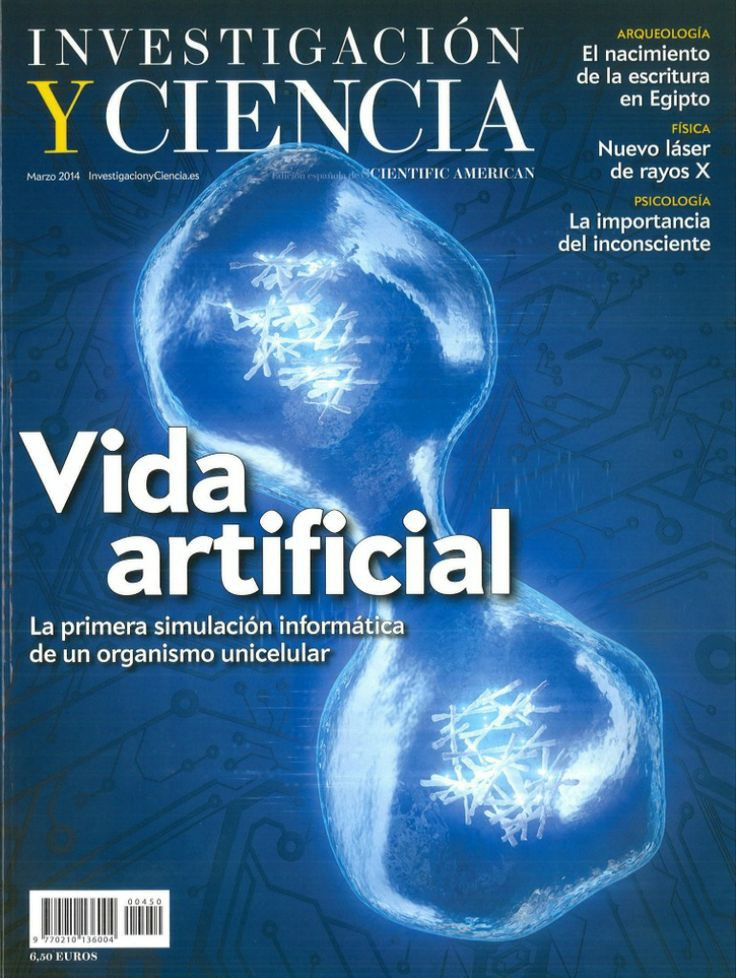 INVESTIGACIÓN
Y CIENCIA
Marzo 2014 InvestigacionyCiencia.es
Edición española de SCIENTIFIC AMERICAN
ARQUEOLOGÍA
El nacimiento
de la escritura
en Egipto
FÍSICA
Nuevo láser
de rayos X
PSICOLOGÍA
La importancia
del inconsciente
Vida
artificial
La primera simulación informática
de un organismo unicelular
00450
9 770210 136004
6,50 EUROS